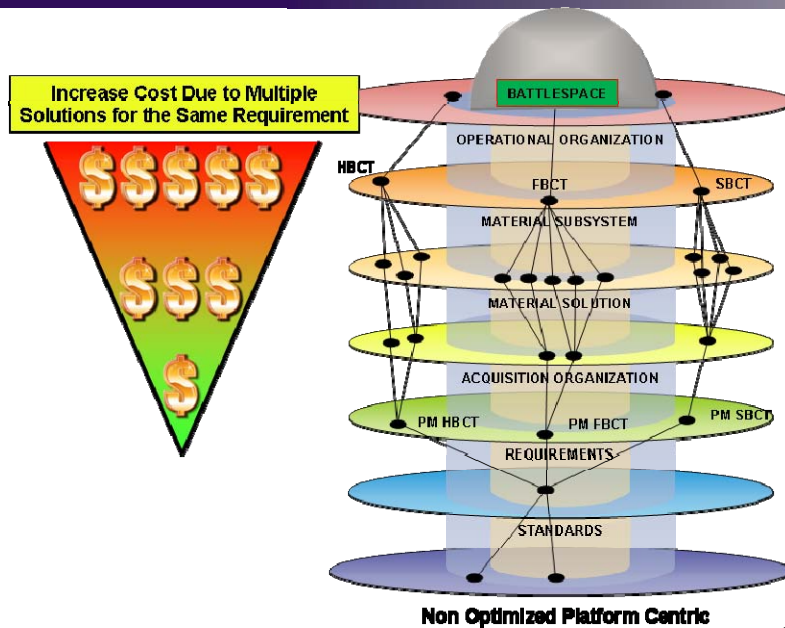 Increase Cost Due to Multiple
Solutions for the Same Requirement
$$$$$
$$$
$
BATTLESPACE
OPERATIONAL ORGANIZATION
HBCT
FBCT
SBCT
MATERIAL SUBSYSTEM
MATERIAL SOLUTION
ACQUISITION ORGANIZATION
PM HBCT
PM FBCT
PM SBCT
REQUIREMENTS
STANDARDS
Non Optimized Platform Centric